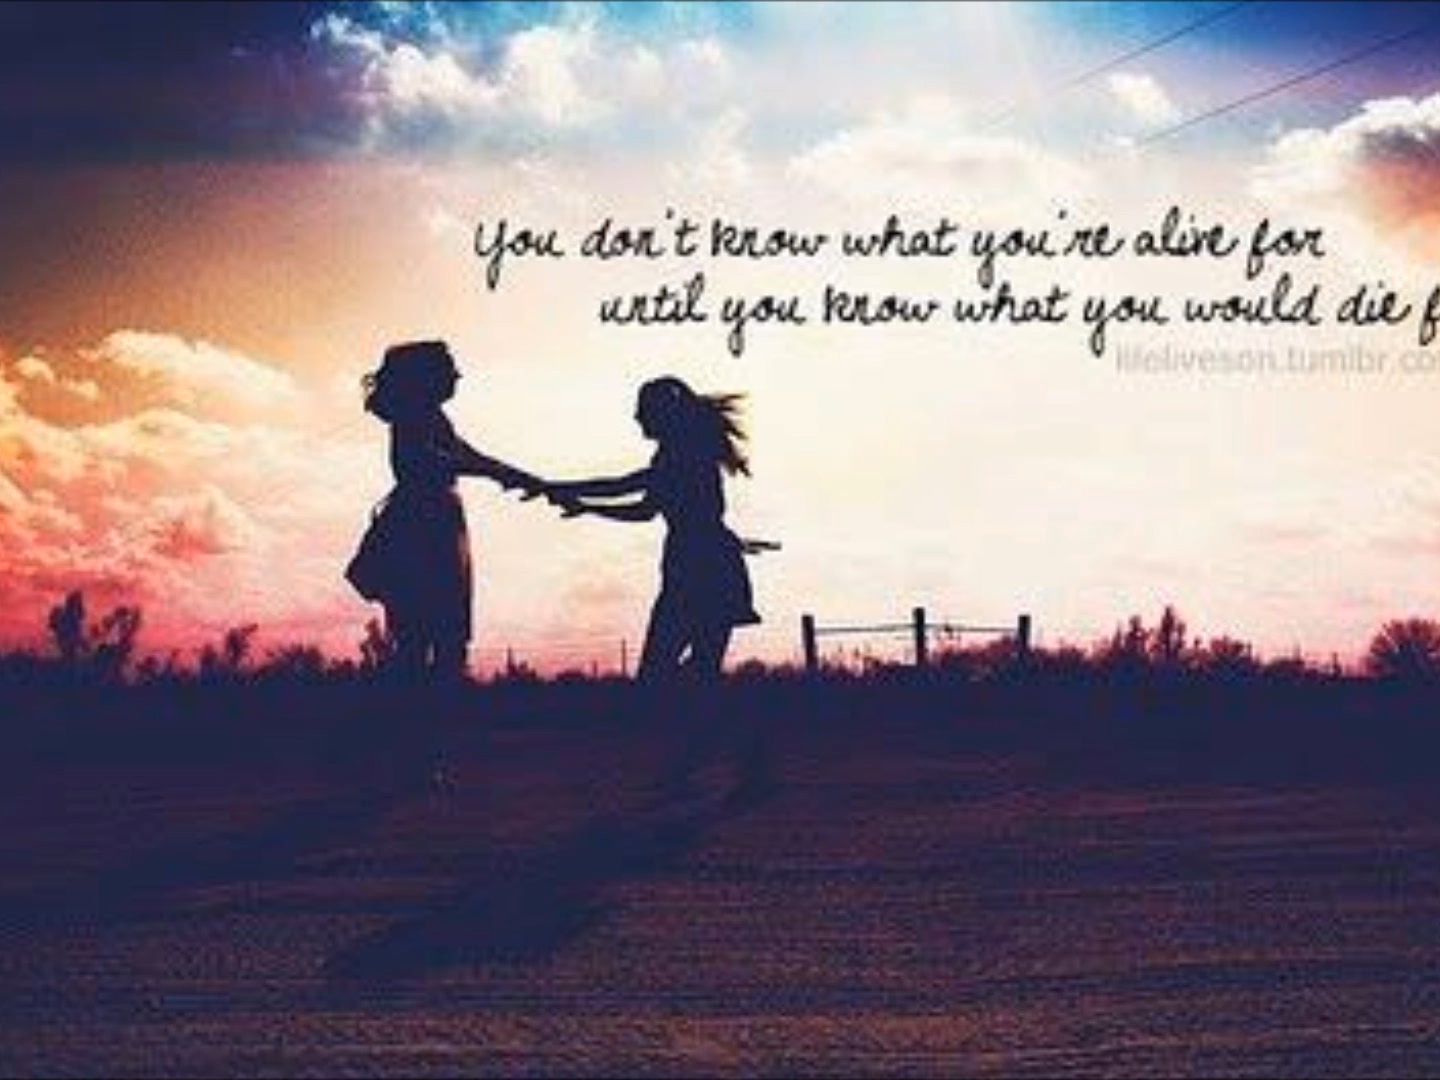 You don't know what you're alive for
until you know what you would die f
lifeliveson.tumblr.co